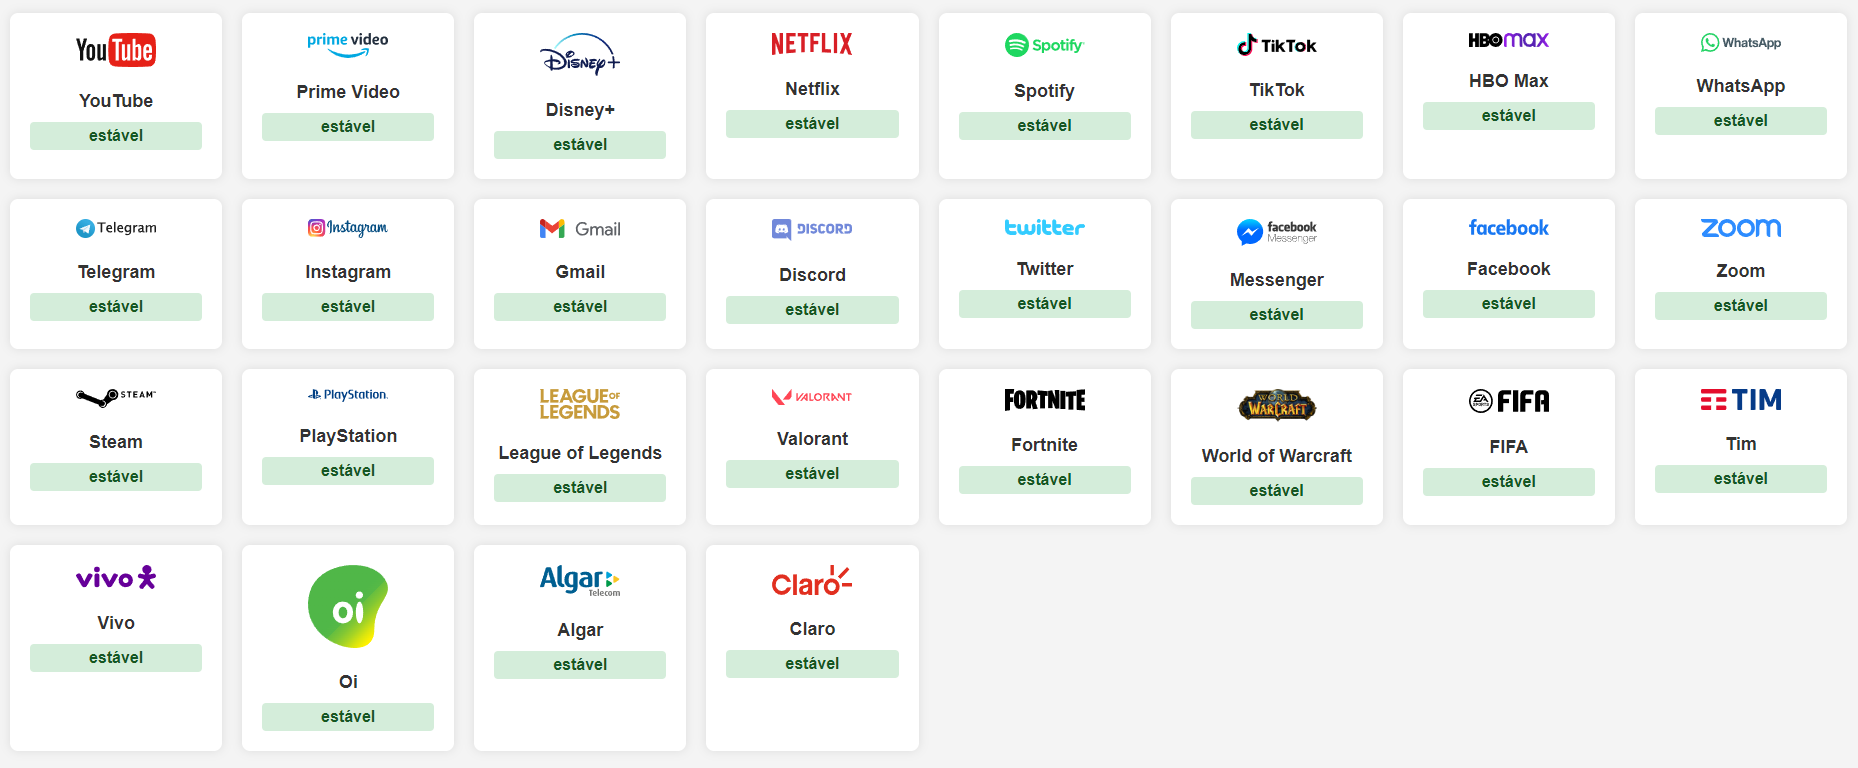 YouTube
YouTube
estável
prime video
Prime Video
estável
Disney+
Disney+
estável
NETFLIX
Netflix
estável
Spotify
Spotify
estável
TikTok
TikTok
estável
HBOmax
HBO Max
estável
WhatsApp
WhatsApp
estável
Telegram
Telegram
estável
Instagram
Instagram
estável
Gmail
Gmail
estável
DISCORD
Discord
estável
twitter
Twitter
estável
facebook
Messenger
Messenger
estável
facebook
Facebook
estável
zoom
Zoom
estável
STEAM™
Steam
estável
PlayStation.
PlayStation
estável
LEAGUE OF
LEGENDS
League of Legends
estável
VALORANT
Valorant
estável
FORTNITE
Fortnite
estável
WORLD
WARCRAFT
World of Warcraft
estável
EA
SPORTS
FIFA
FIFA
estável
TIM
Tim
estável
vivo
Vivo
estável
oi
Oi
estável
Algar
Telecom
Algar
estável
Claro
Claro
estável